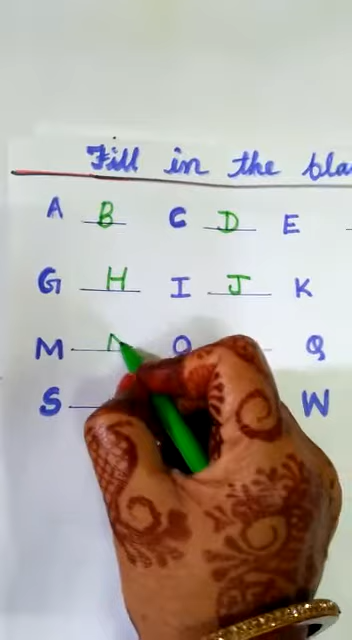 Fill in the bla
A B C D E
G H I J K
M N O Q
S W